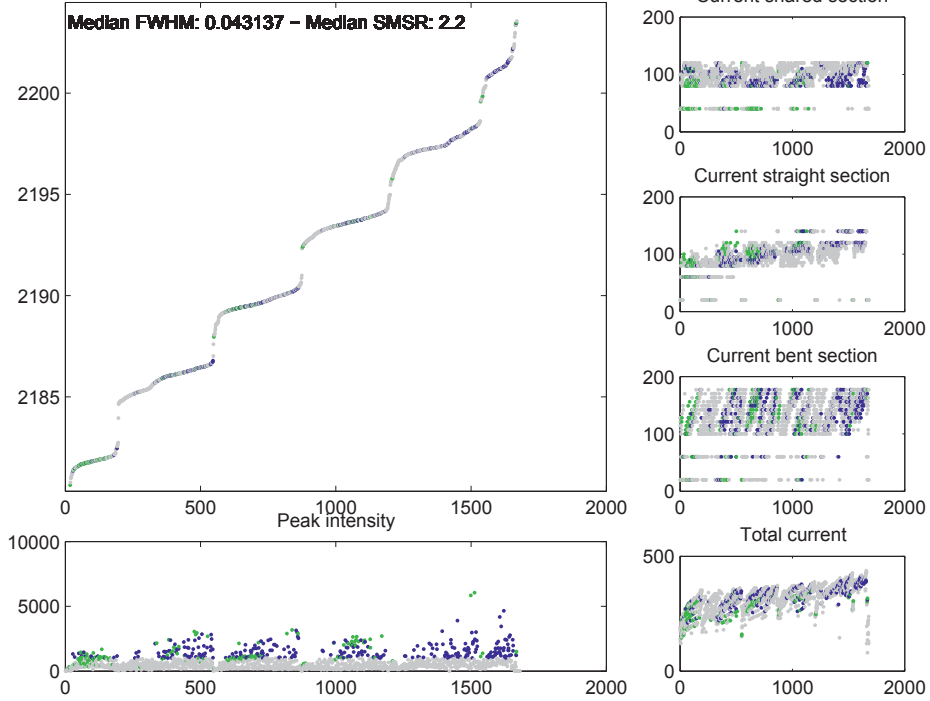 Median FWHM: 0.043137 − Median SMSR: 2.2
2200
2195
2190
2185
0 500 1000 1500 2000
Peak intensity
10000
5000
0
0 500 1000 1500 2000
Current shared section
200
100
0
0 1000 2000
Current straight section
200
100
0
0 1000 2000
Current bent section
200
100
0
0 1000 2000
Total current
500
0
0 1000 2000